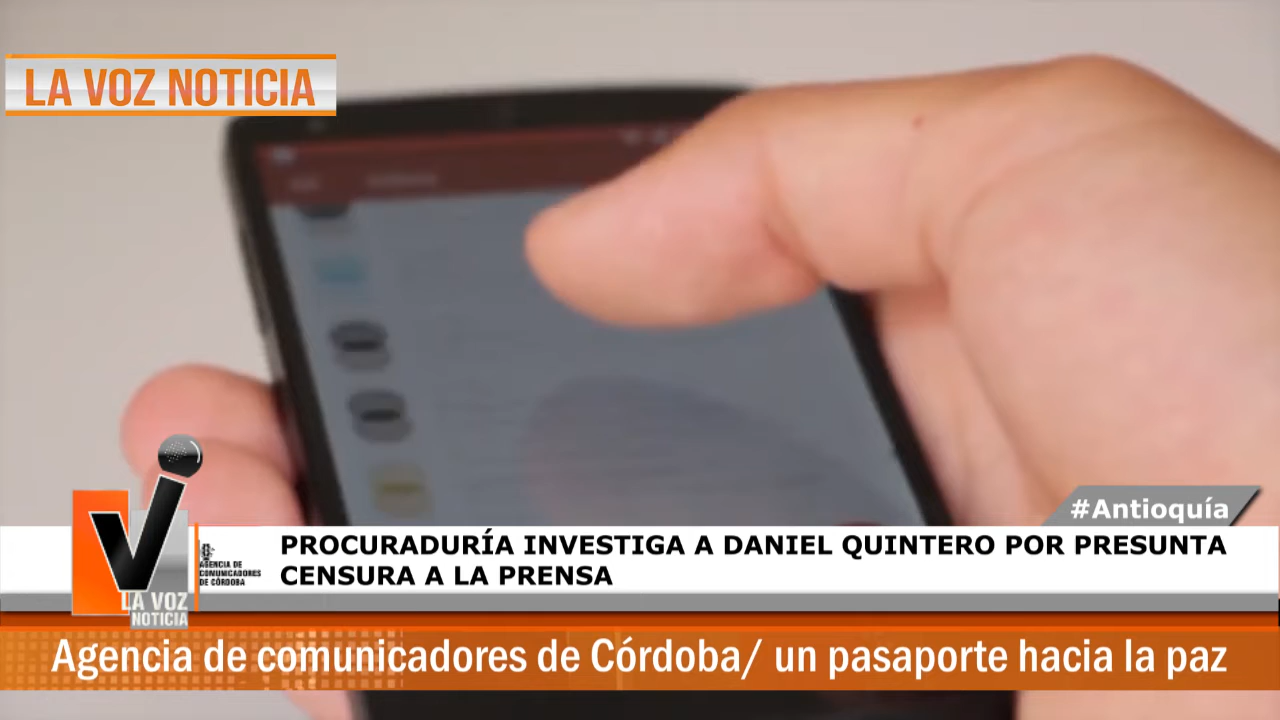 LA VOZ NOTICIA
#Antioquía
PROCURADURÍA INVESTIGA A DANIEL QUINTERO POR PRESUNTA
CENSURA A LA PRENSA
AGENCIA DE
COMUNICADORES
DE CÓRDOBA
V
LA VOZ
NOTICIA
Agencia de comunicadores de Córdoba/ un pasaporte hacia la paz